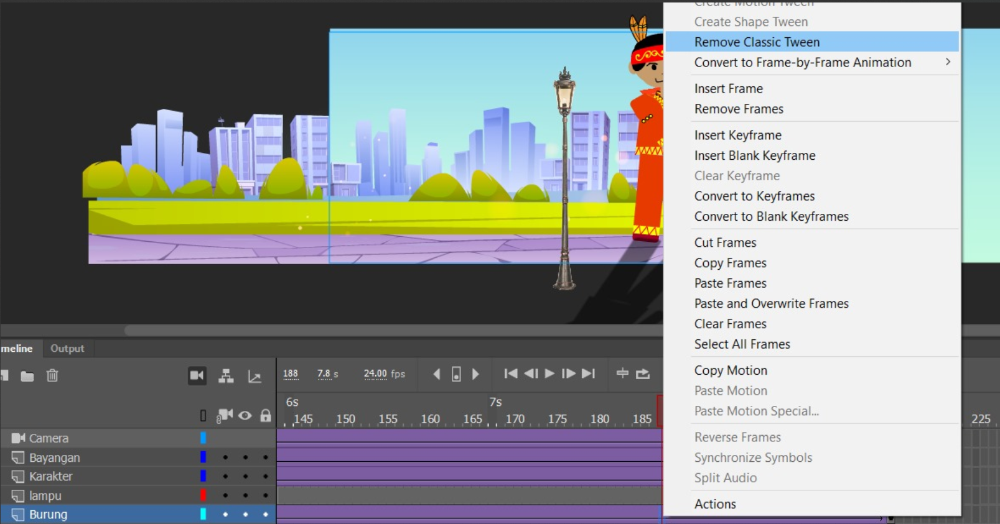 Create Motion Tween
Create Shape Tween
Remove Classic Tween
Convert to Frame-by-Frame Animation
Insert Frame
Remove Frames
Insert Keyframe
Insert Blank Keyframe
Clear Keyframe
Convert to Keyframes
Convert to Blank Keyframes
Cut Frames
Copy Frames
Paste Frames
Paste and Overwrite Frames
Clear Frames
Select All Frames
Copy Motion
Paste Motion
Paste Motion Special...
Reverse Frames
Synchronize Symbols
Split Audio
Actions
meline Output
188 7.8 s 24.00 fps
6s 7s
145 150 155 160 165 170 175 180 185 225
Camera
Bayangan
Karakter
lampu
Burung